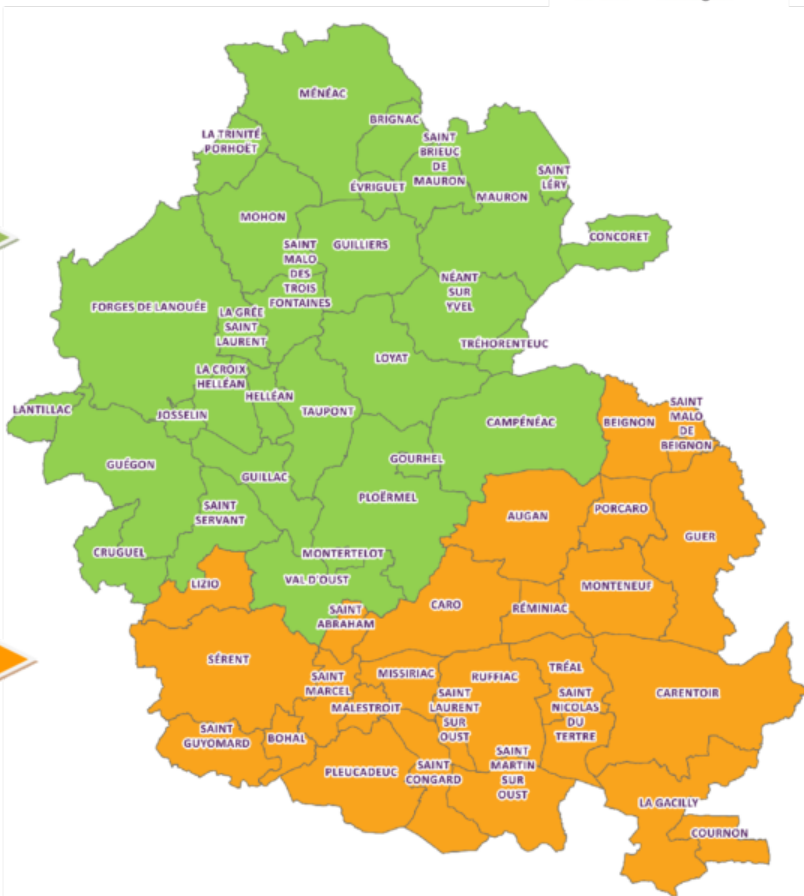 MÉNÉAC
BRIGNAC
LA TRINITÉ
PORHOËT
SAINT
BRIEUC
DE
MAURON
SAINT
LÉRY
ÉVRIGUET
MAURON
MOHON
CONCORET
GUILLIERS
SAINT
MALO
DES
TROIS
FONTAINES
NÉANT
SUR
YVEL
FORGES DE LANOUÉE
LA GRÉE
SAINT
LAURENT
TRÉHORENTEUC
LOYAT
LA CROIX
HELLÉAN
HELLÉAN
LANTILLAC
JOSSELIN
TAUPONT
CAMPÉNÉAC
BEIGNON
SAINT
MALO
DE
BEIGNON
GUÉGON
GOURHEL
GUILLAC
PLOËRMEL
SAINT
SERVANT
AUGAN
PORCARO
GUER
CRUGUEL
MONTERTELOT
LIZIO
VAL D'OUST
MONTENEUF
CARO
RÉMINIAC
SAINT
ABRAHAM
SÉRENT
MISSIRIAC
RUFFIAC
TRÉAL
SAINT
MARCEL
CARENTOIR
MALESTROIT
SAINT
LAURENT
SUR
OUST
SAINT
NICOLAS
DU
TERTRE
SAINT
GUYOMARD
BOHAL
PLEUCADEUC
SAINT
CONGARD
SAINT
MARTIN
SUR
OUST
LA GACILLY
COURNON